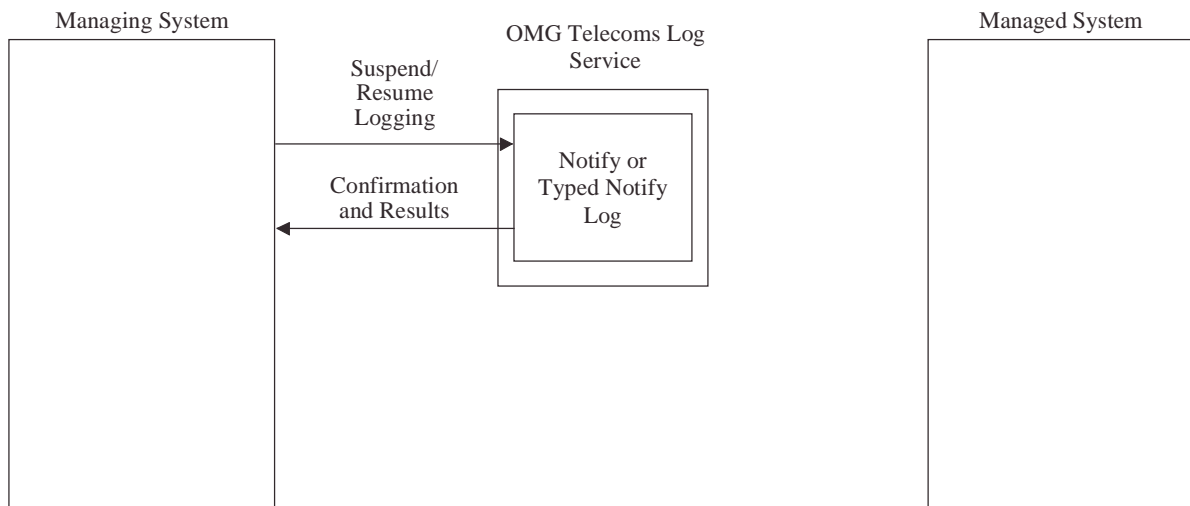 Managing System
OMG Telecoms Log
Service
Managed System
Suspend/
Resume
Logging
Notify or
Typed Notify
Log
Confirmation
and Results